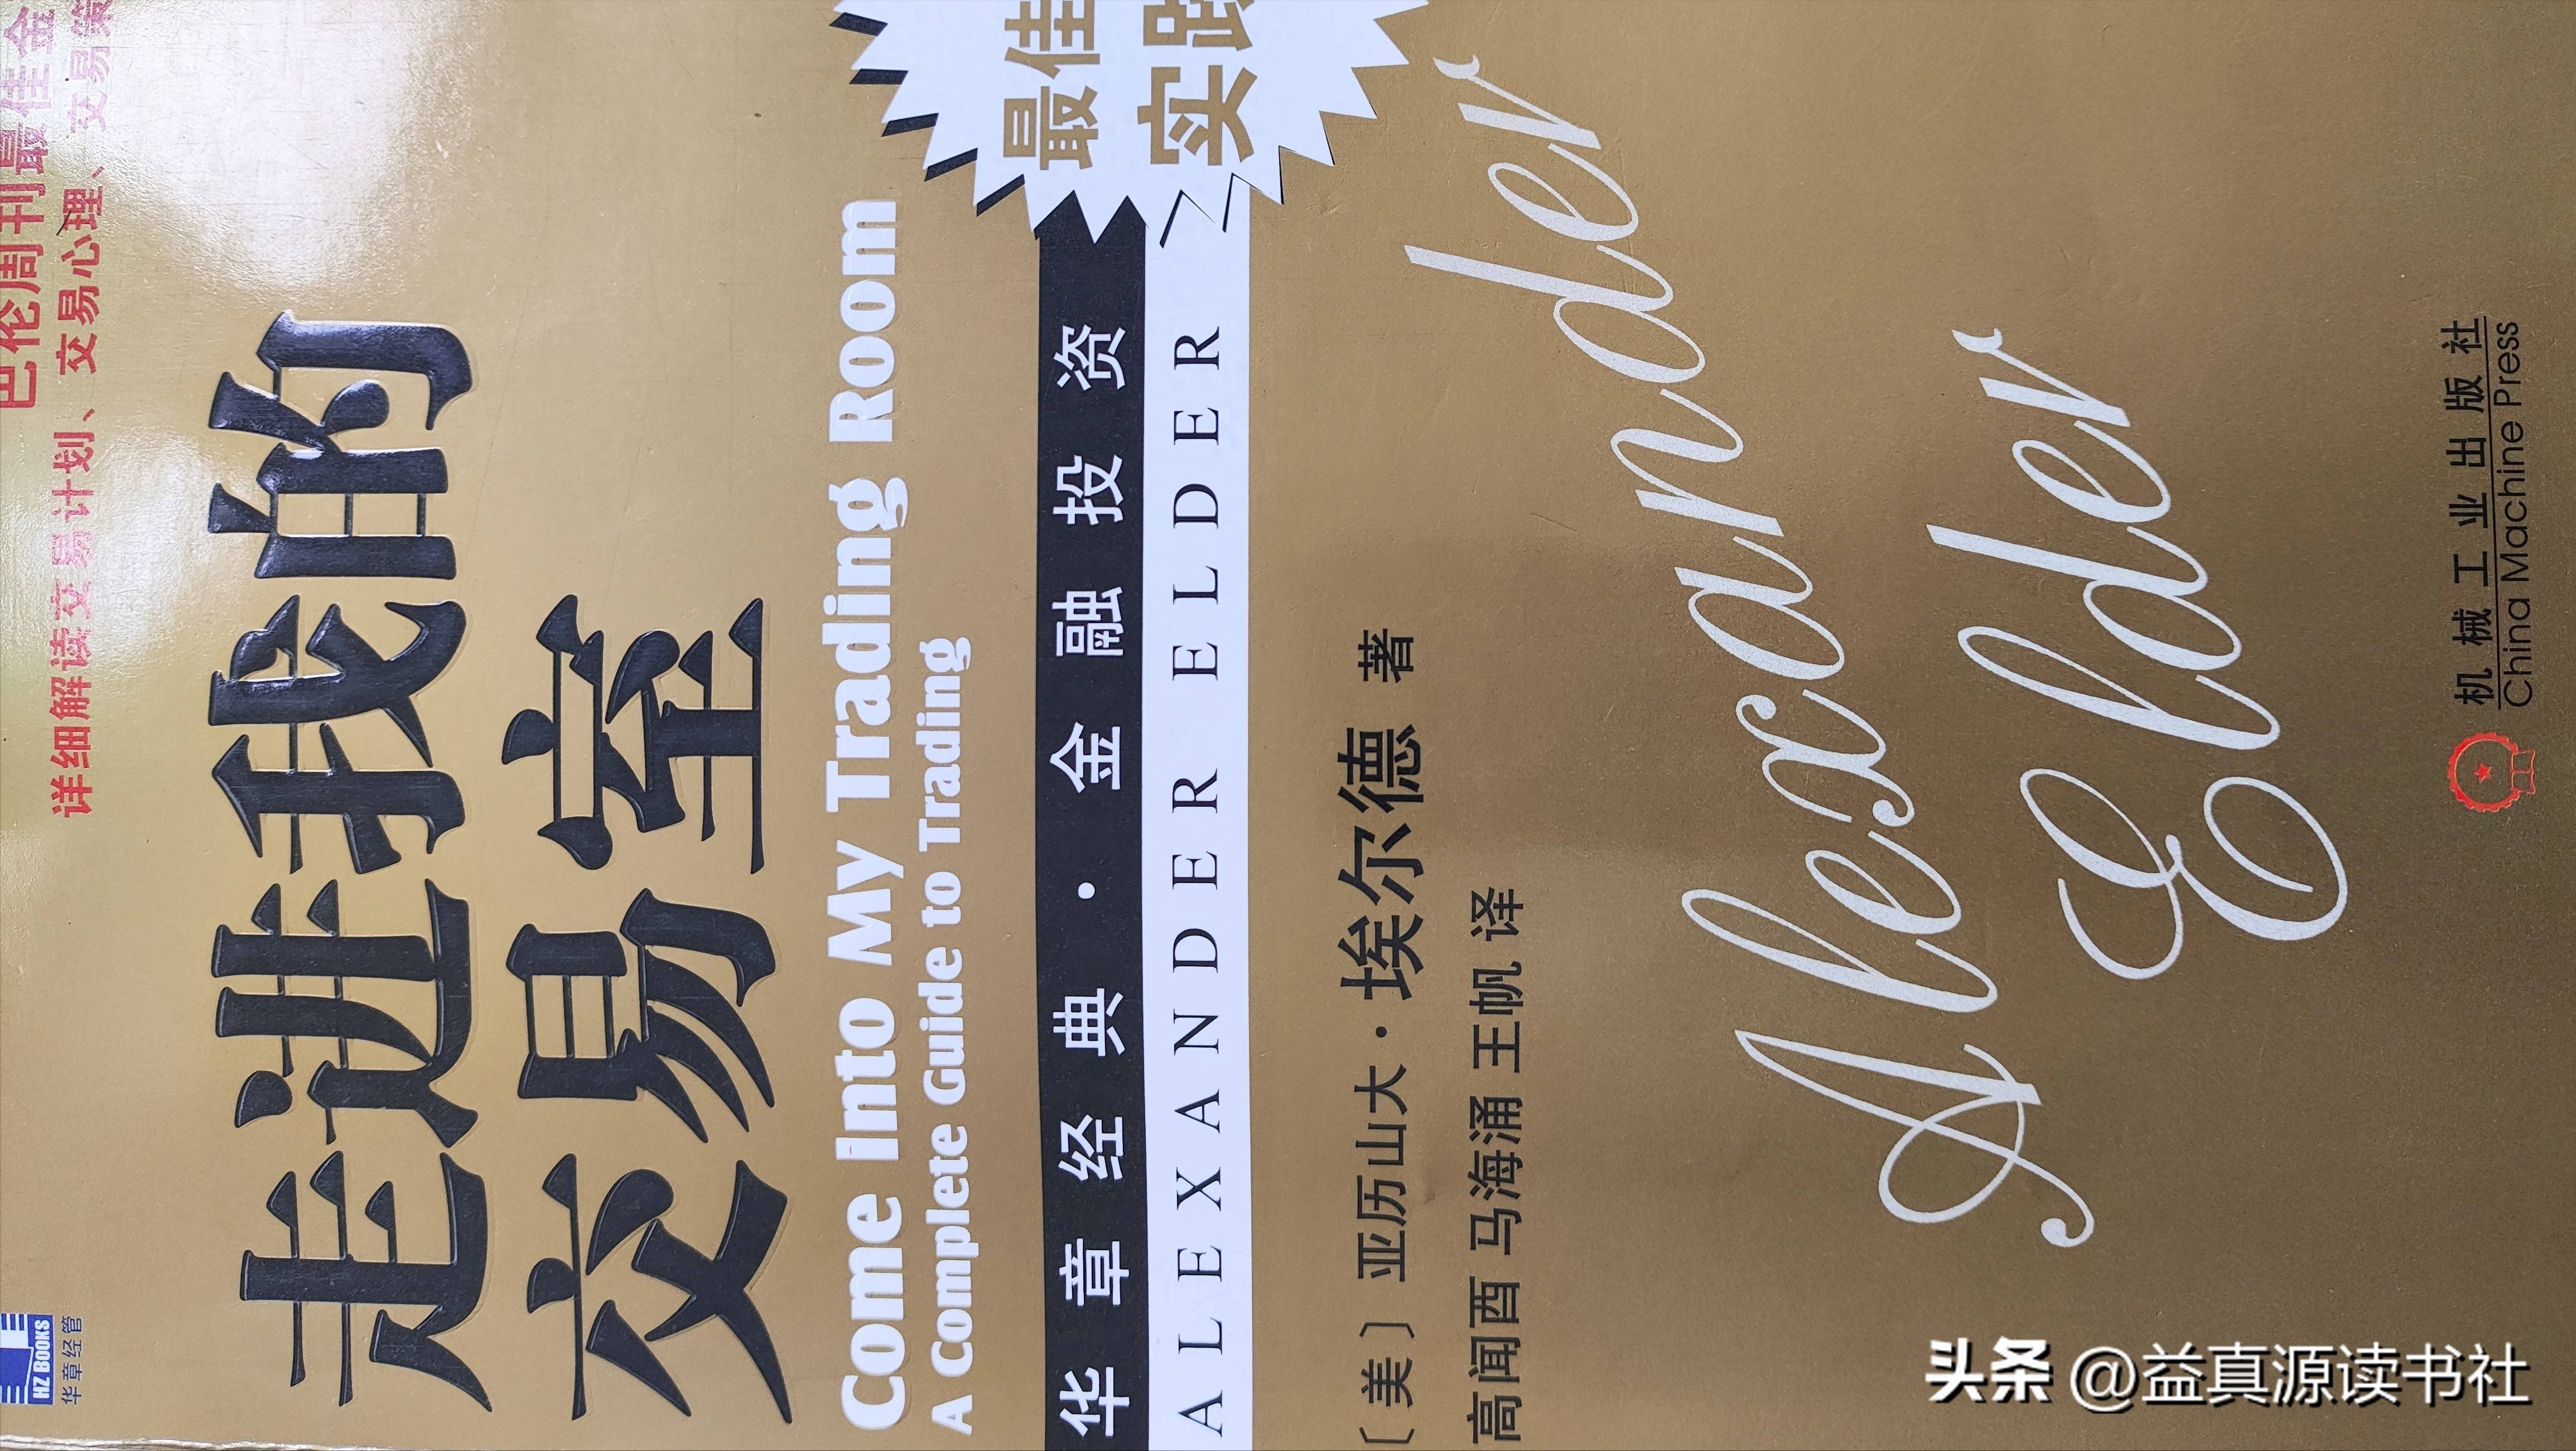 HZ BOOKS
华章经管
巴伦周刊最佳金
详细解读交易计划、交易心理、交易策
走进我的
交易室
Come into My Trading Room
A Complete Guide to Trading
最佳
实践
华章经典·金融投资
ALEXANDER ELDER
〔美〕亚历山大·埃尔德 著
高闻酉 马海涌 王帆 译
Alexander
Elder
机械工业出版社
China Machine Press
头条 @益真源读书社